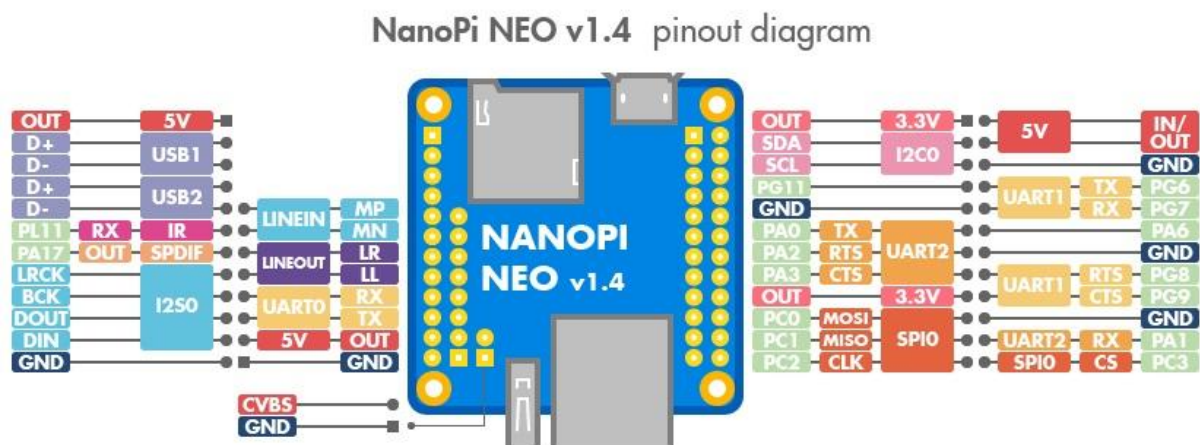 NanoPi NEO v1.4 pinout diagram
OUT 5V OUT 3.3V 5V IN/
OUT
D+ USB1 SDA I2C0
D- SCL GND
D+ USB2 PG11 UART1 TX PG6
D- LINEIN MP GND RX PG7
PL11 RX IR MN PA0 TX UART2 PA6
PA17 OUT SPDIF LINEOUT LR PA2 RTS GND
LRCK I2S0 LL PA3 CTS UART1 RTS PG8
BCK UART0 RX OUT 3.3V CTS PG9
DOUT TX PC0 MOSI SPI0 GND
DIN 5V OUT PC1 MISO UART2 RX PA1
GND GND PC2 CLK SPI0 CS PC3
NANOPI
NEO v1.4
CVBS
GND